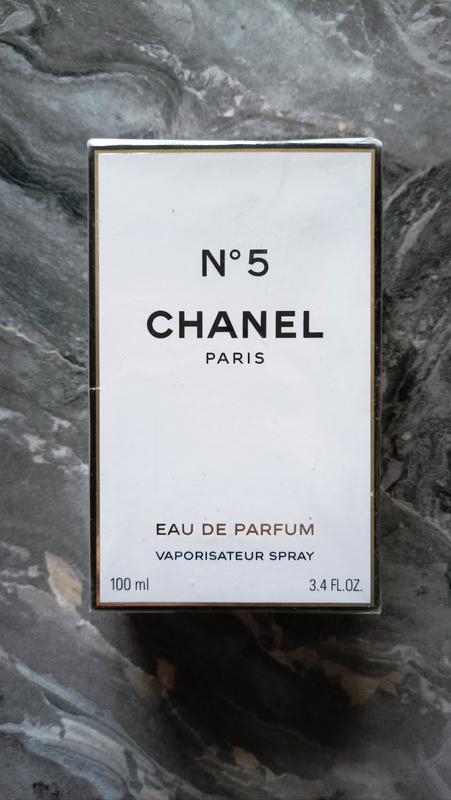 N°5
CHANEL
PARIS
EAU DE PARFUM
VAPORISATEUR SPRAY
100 ml 3.4 FL.OZ.